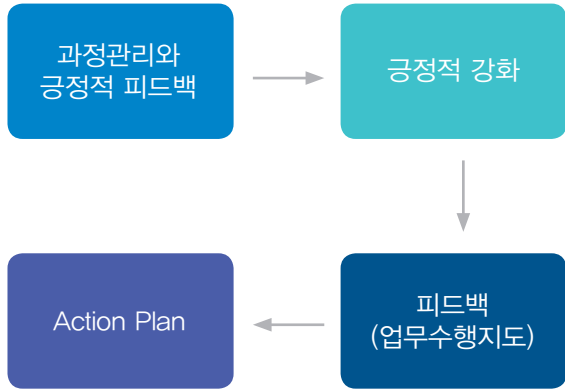 과정관리와
긍정적 피드백
긍정적 강화
피드백
(업무수행지도)
Action Plan